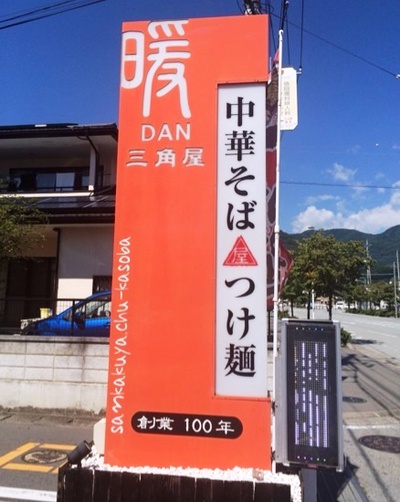 暖
DAN
三角屋
中華そば
屋
つけ麺
sankakuya chu-kasoba
創業 100年